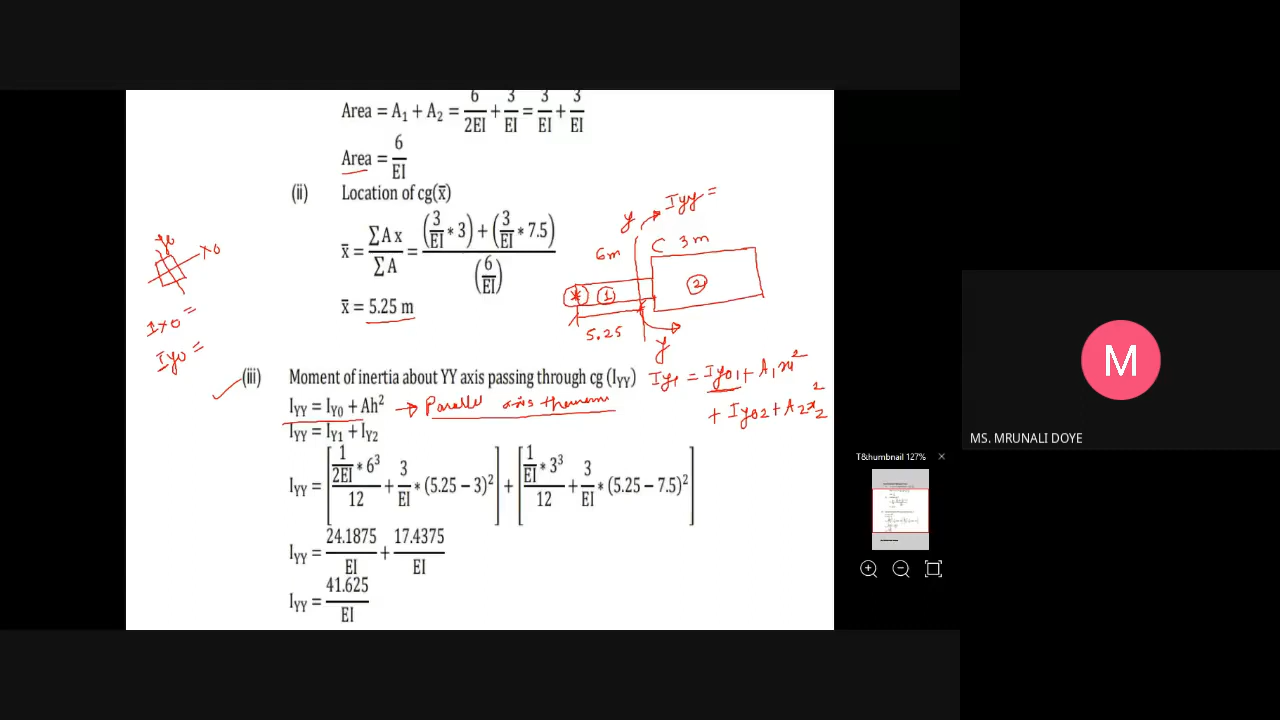 Area = A₁ + A₂ = 6/2EI + 3/EI = 3/EI + 3/EI
Area = 6/EI
(ii) Location of cg(x̄)
x̄ = ∑A x / ∑A = ((3/EI * 3) + (3/EI * 7.5)) / (6/EI)
x̄ = 5.25 m
y
Iyy =
6m
C 3m
* 1
2
5.25
y
y0
x0
Ix0 =
Iy0 =
(iii) Moment of inertia about YY axis passing through cg (I_YY)
I_YY = I_Y0 + Ah² → Parallel axis theorem
I_YY = I_Y1 + I_Y2
I_YY = [(1/2EI * 6³)/12 + 3/EI * (5.25 − 3)²] + [(1/EI * 3³)/12 + 3/EI * (5.25 − 7.5)²]
I_YY = 24.1875/EI + 17.4375/EI
I_YY = 41.625/EI
= Iy01 + A₁x₁²
+ Iy02 + A₂x₂²
T&thumbnail 127%
M
MS. MRUNALI DOYE